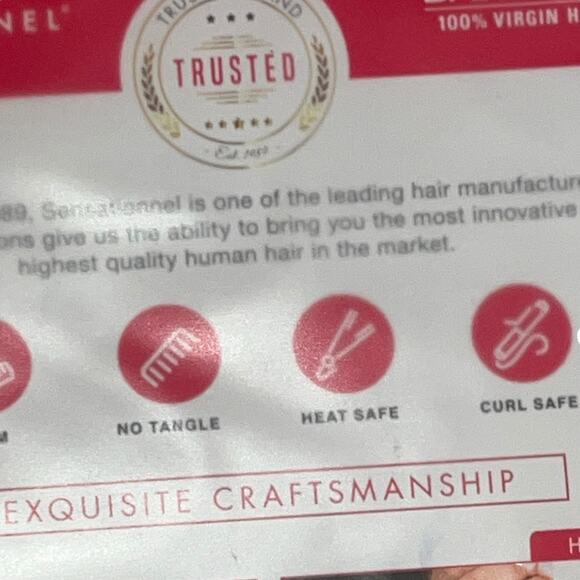 NEL
100% VIRGIN H
TRUSTED
Est. 1989
89, Sensationnel is one of the leading hair manufacture
ons give us the ability to bring you the most innovative
highest quality human hair in the market.
M
NO TANGLE
HEAT SAFE
CURL SAFE
EXQUISITE CRAFTSMANSHIP
H